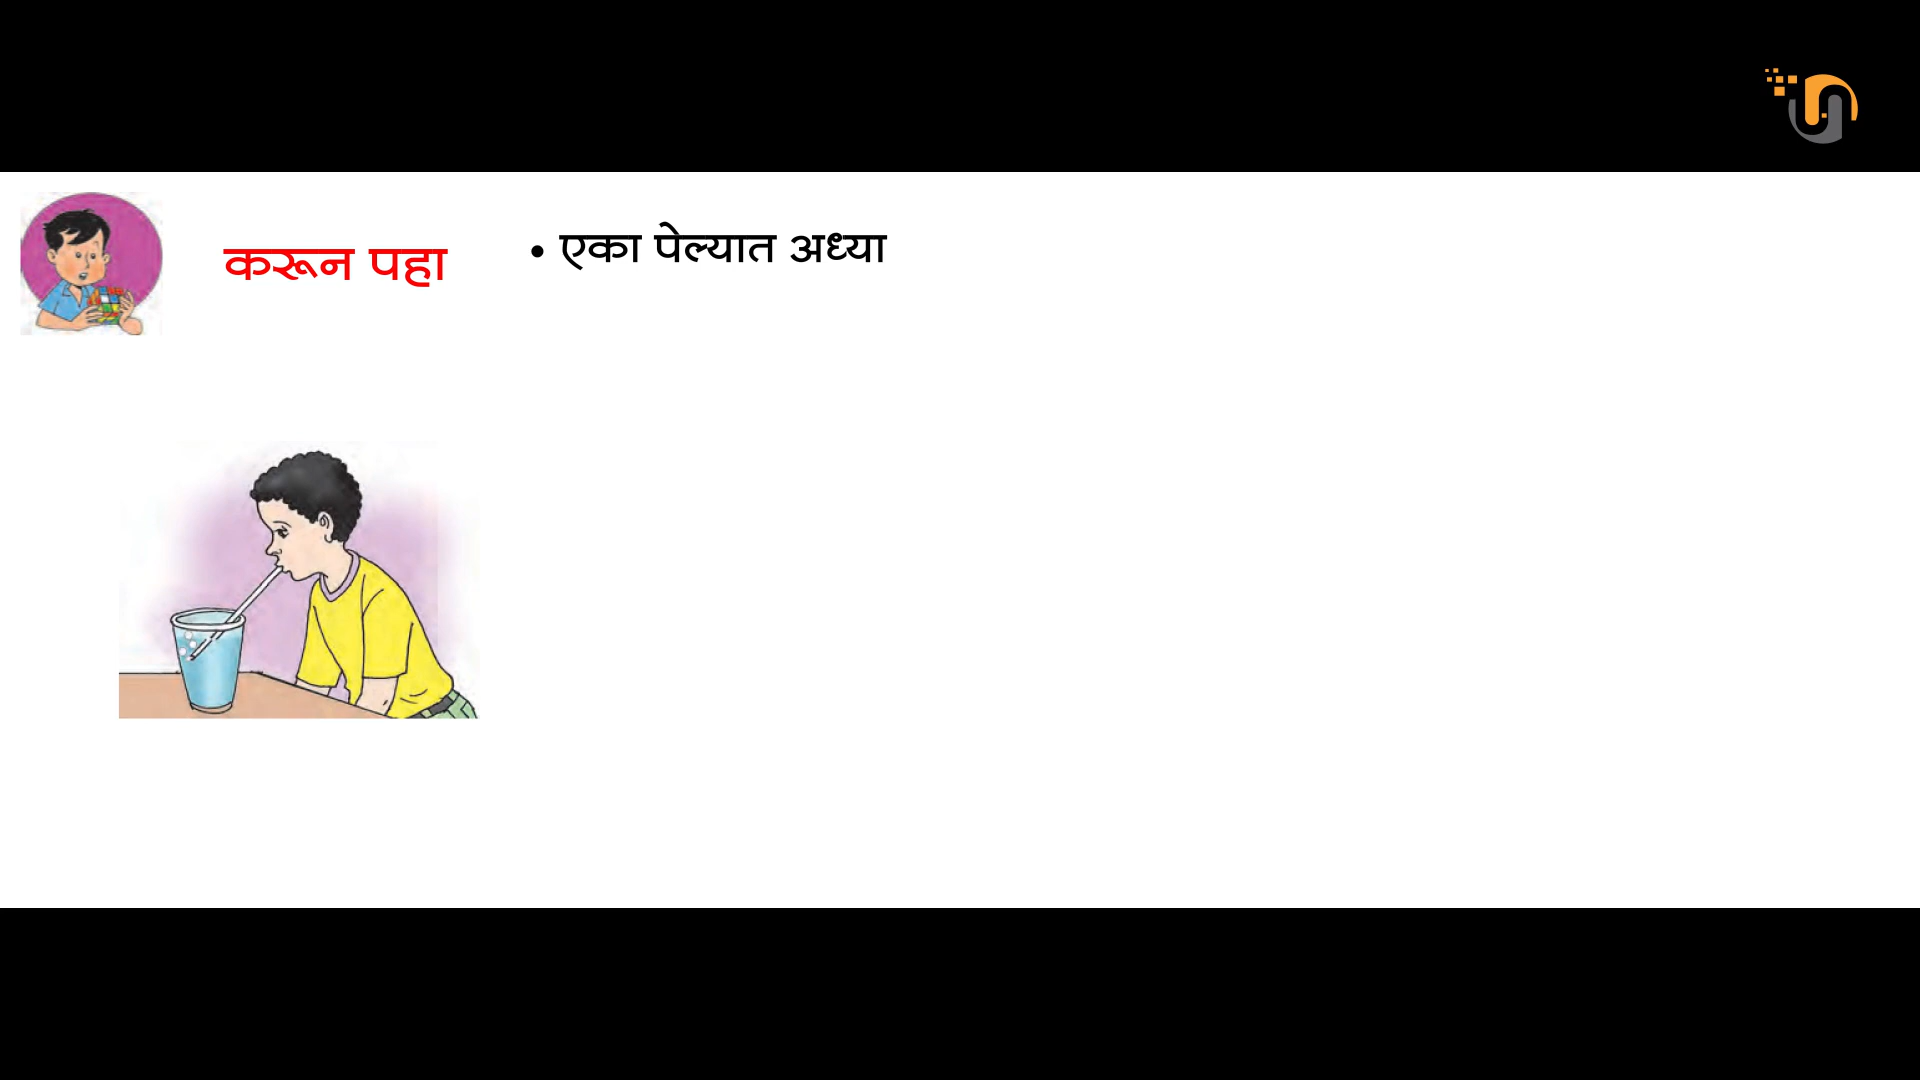 करून पहा
• एका पेल्यात अध्या